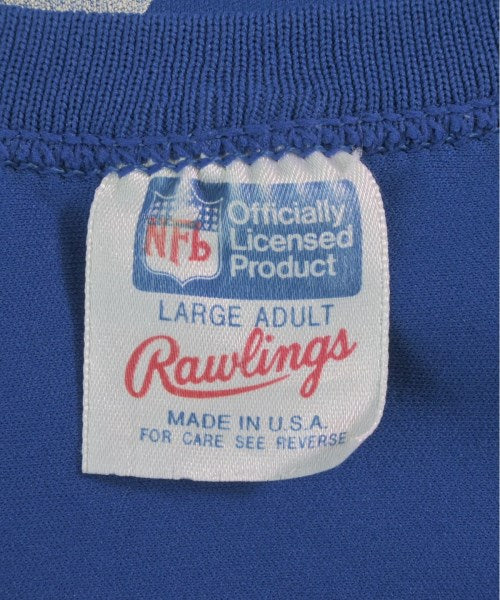 NFL
Officially
Licensed
Product
LARGE ADULT
Rawlings
MADE IN U.S.A.
FOR CARE SEE REVERSE